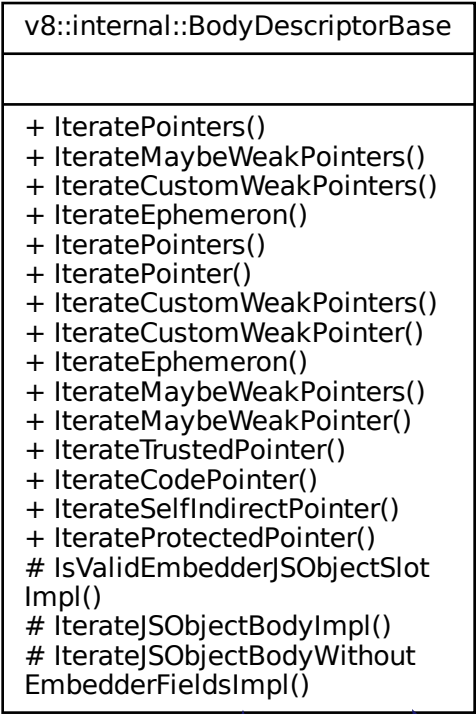 v8::internal::BodyDescriptorBase
+ IteratePointers()
+ IterateMaybeWeakPointers()
+ IterateCustomWeakPointers()
+ IterateEphemeron()
+ IteratePointers()
+ IteratePointer()
+ IterateCustomWeakPointers()
+ IterateCustomWeakPointer()
+ IterateEphemeron()
+ IterateMaybeWeakPointers()
+ IterateMaybeWeakPointer()
+ IterateTrustedPointer()
+ IterateCodePointer()
+ IterateSelfIndirectPointer()
+ IterateProtectedPointer()
# IsValidEmbedderJSObjectSlot
Impl()
# IterateJSObjectBodyImpl()
# IterateJSObjectBodyWithout
EmbedderFieldsImpl()